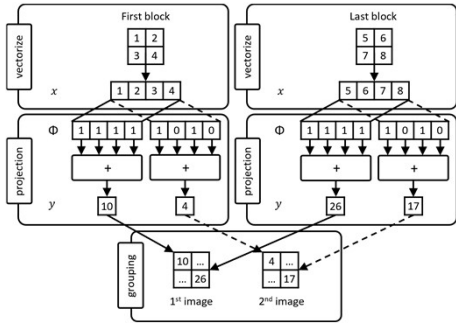 First block
Last block
vectorize
1 2
3 4
x
1 2 3 4
vectorize
5 6
7 8
x
5 6 7 8
projection
Φ
1 1 1 1
1 0 1 0
+
+
y
10
4
projection
Φ
1 1 1 1
1 0 1 0
+
+
y
26
17
grouping
10 ...
... 26
1st image
4 ...
... 17
2nd image